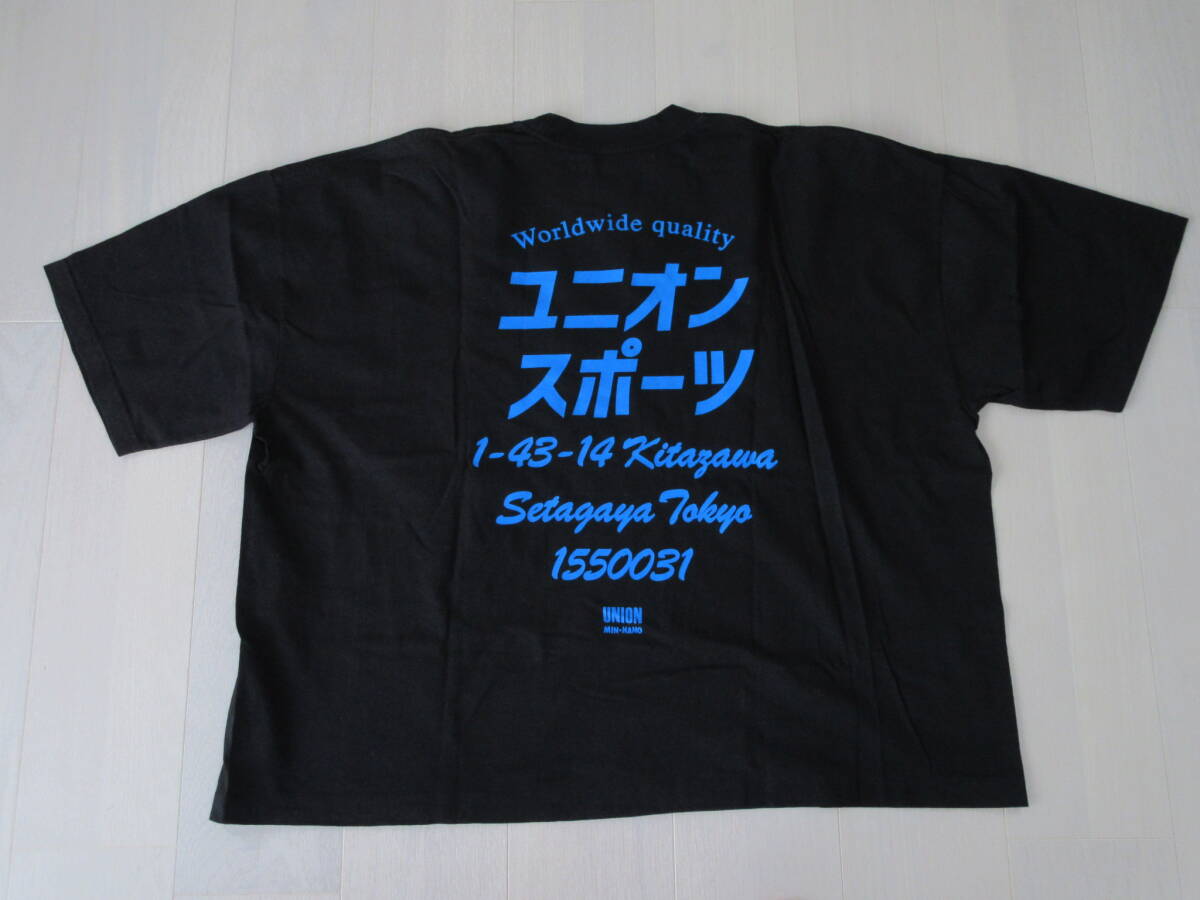 Worldwide quality
ユニオン
スポーツ
1-43-14 Kitazawa
Setagaya Tokyo
1550031
UNION
MIN-NANO